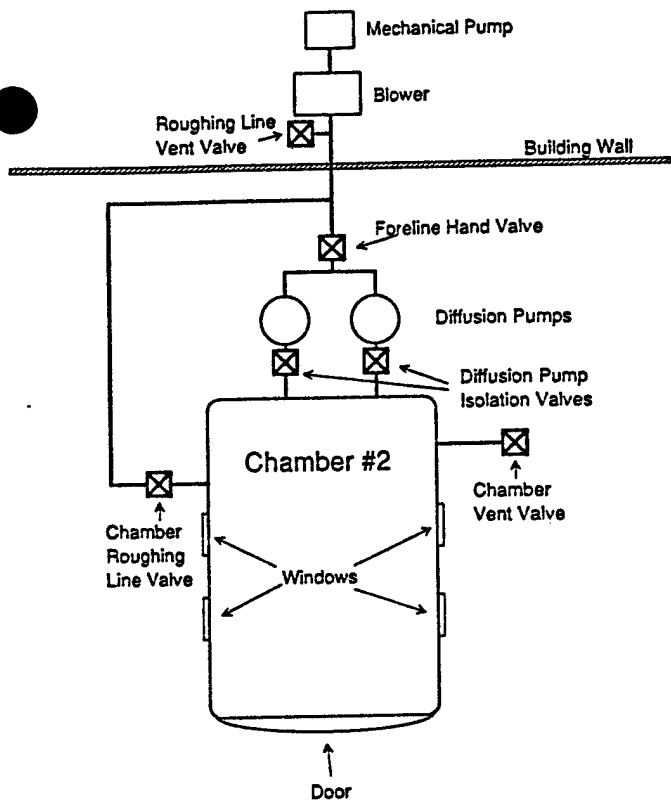 Mechanical Pump
Blower
Roughing Line
Vent Valve
Building Wall
Foreline Hand Valve
Diffusion Pumps
Diffusion Pump
Isolation Valves
Chamber #2
Chamber
Vent Valve
Chamber
Roughing
Line Valve
Windows
Door